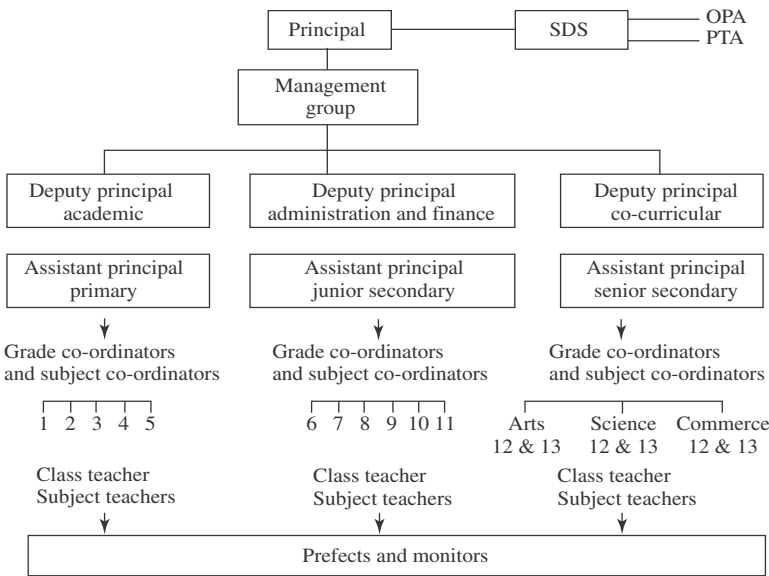 Principal
SDS
OPA
PTA
Management
group
Deputy principal
academic
Deputy principal
administration and finance
Deputy principal
co-curricular
Assistant principal
primary
Assistant principal
junior secondary
Assistant principal
senior secondary
Grade co-ordinators
and subject co-ordinators
Grade co-ordinators
and subject co-ordinators
Grade co-ordinators
and subject co-ordinators
1 2 3 4 5
6 7 8 9 10 11
Arts
12 & 13
Science
12 & 13
Commerce
12 & 13
Class teacher
Subject teachers
Class teacher
Subject teachers
Class teacher
Subject teachers
Prefects and monitors